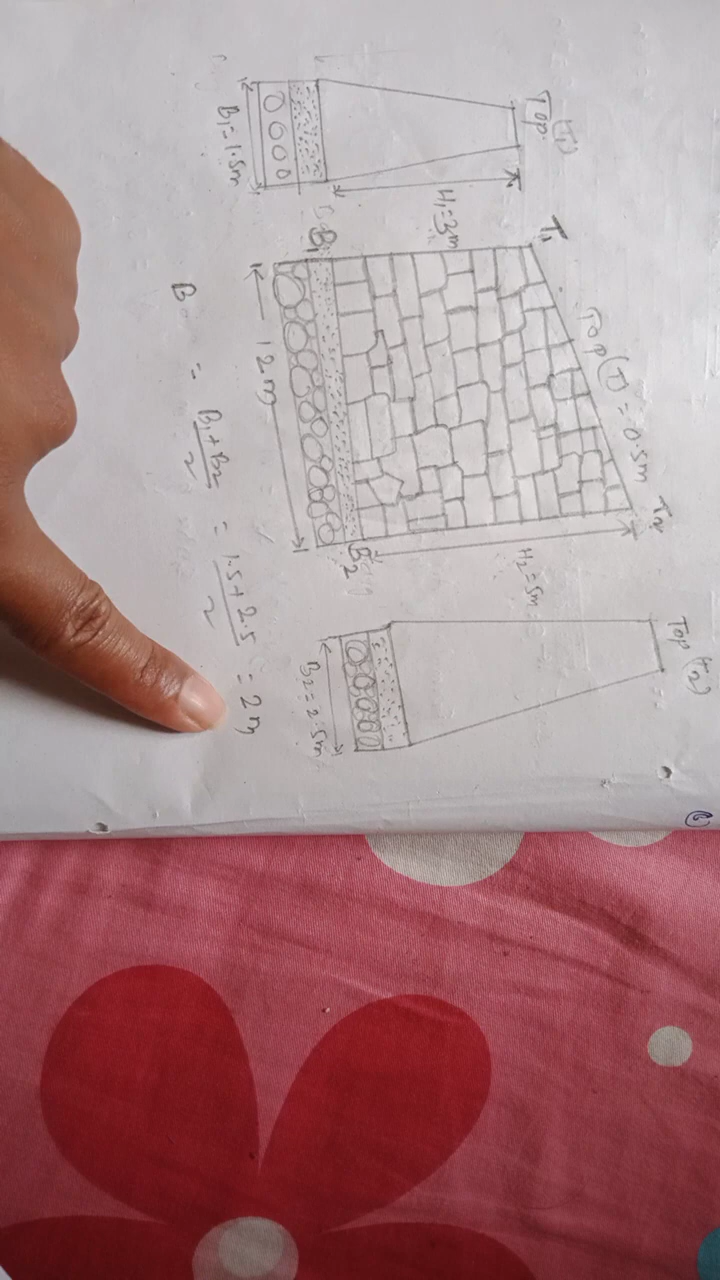 Top (T1)
H1=3m
B1=1.5m
T1
Top(T) = 0.5m
T2
B1
12m
B2
H2=5m
Top (T2)
B2=2.5m
B = B1+B2/2 = 1.5+2.5/2 = 2m